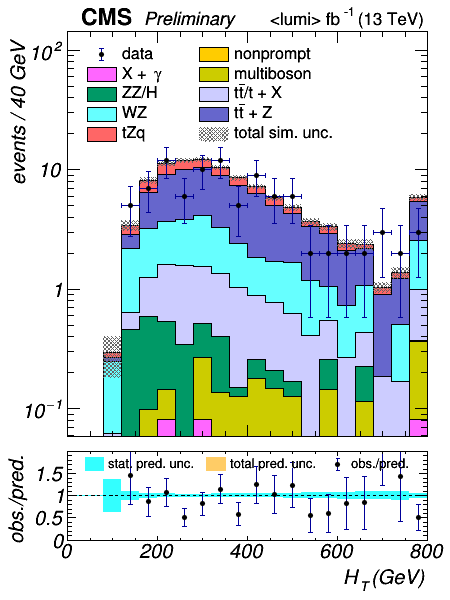 CMS Preliminary <lumi> fb⁻¹ (13 TeV)
10²
10
1
10⁻¹
events / 40 GeV
data
X + γ
ZZ/H
WZ
tZq
nonprompt
multiboson
tt̄/t + X
tt̄ + Z
total sim. unc.
1.5
1
0.5
0
obs./pred.
stat. pred. unc. total pred. unc. obs./pred.
0 200 400 600 800
H_T (GeV)